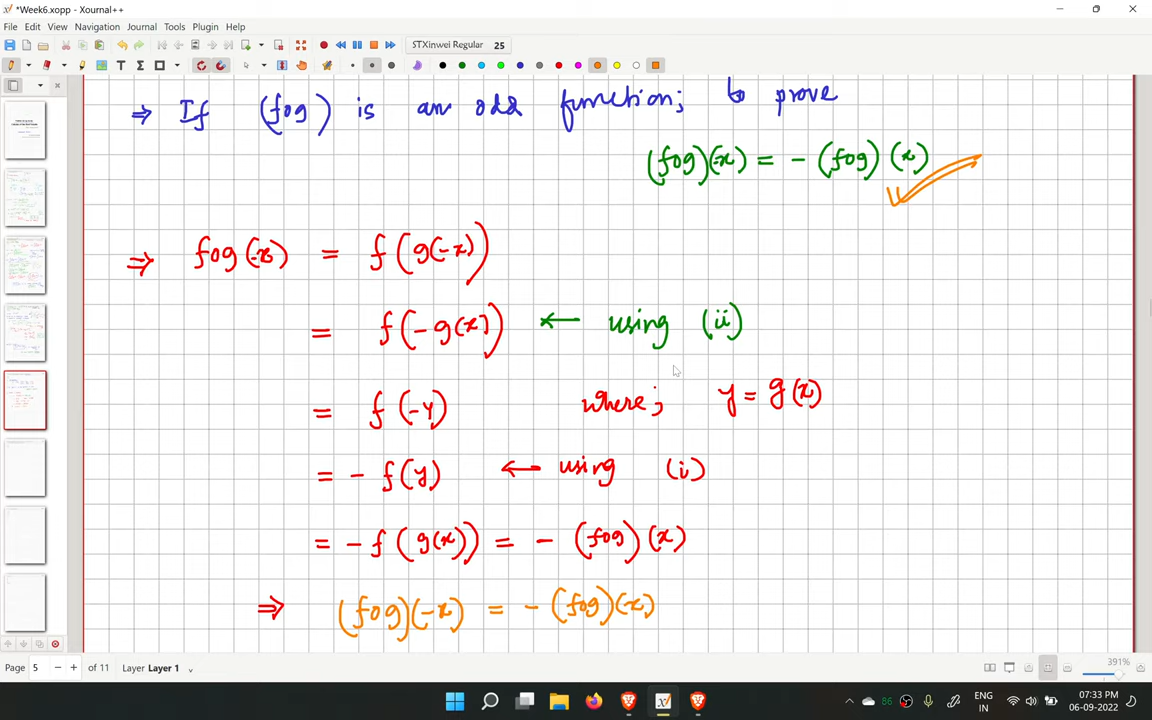 *Week6.xopp - Xournal++
File Edit View Navigation Journal Tools Plugin Help
STXinwei Regular 25
⇒ If (fog) is an odd function; to prove
(fog)(-x) = - (fog) (x)
⇒ fog(-x) = f(g(-x))
= f(-g(x)) ← using (ii)
= f(-y) where; y = g(x)
= - f(y) ← using (i)
= - f(g(x)) = - (fog)(x)
⇒ (fog)(-x) = - (fog)(x)
Page 5 of 11 Layer Layer 1 391%
86 ENG IN 07:33 PM 06-09-2022